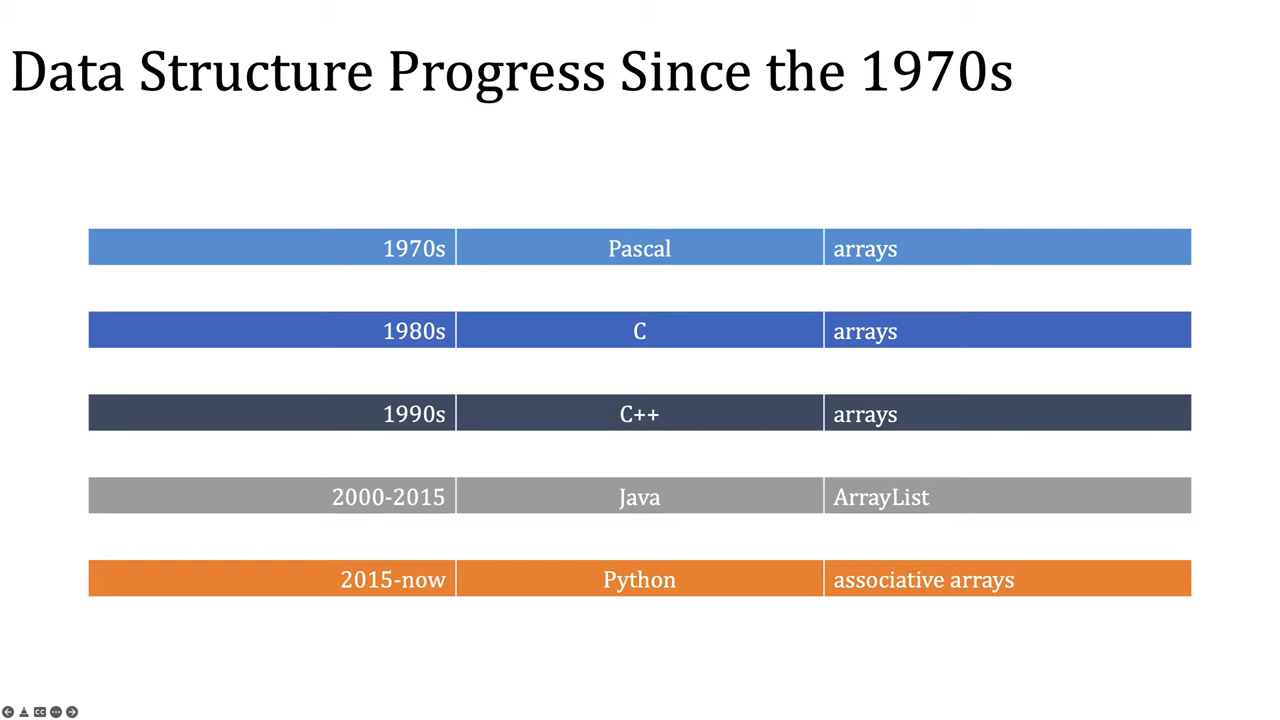 Data Structure Progress Since the 1970s
1970s Pascal arrays
1980s C arrays
1990s C++ arrays
2000-2015 Java ArrayList
2015-now Python associative arrays
CC